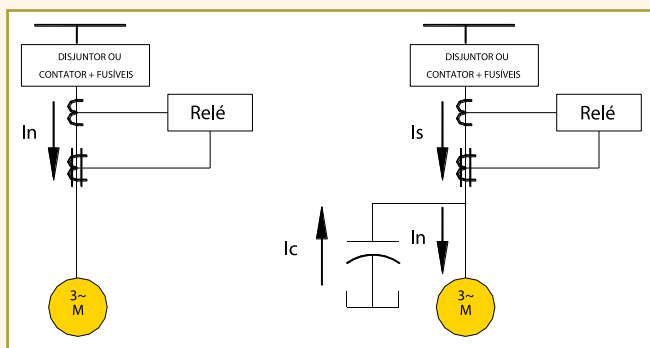 DISJUNTOR OU
CONTATOR + FUSÍVEIS
Relé
In
3~
M
DISJUNTOR OU
CONTATOR + FUSÍVEIS
Relé
Is
Ic
In
3~
M